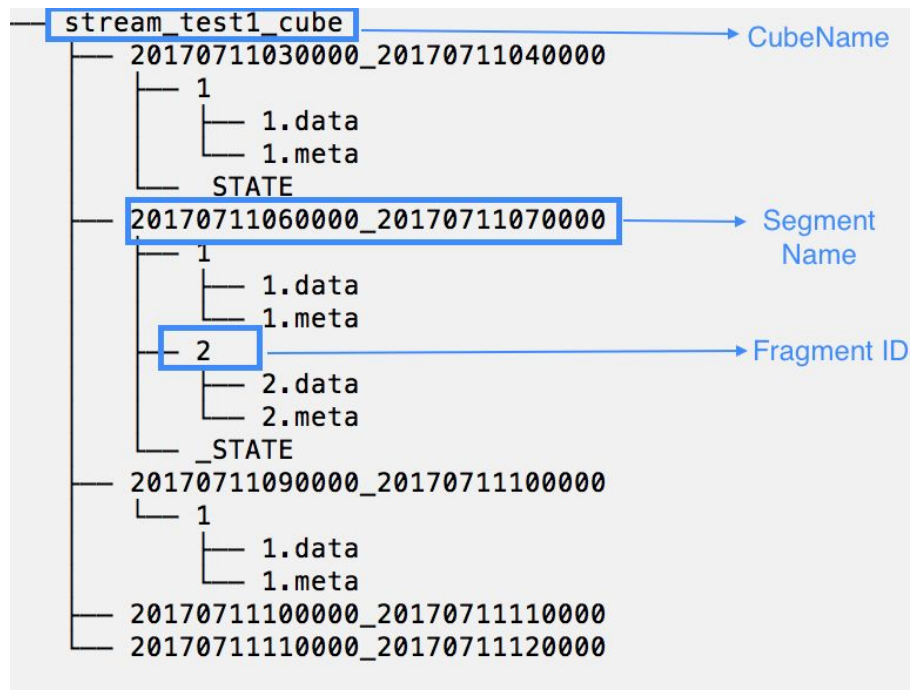 ─── stream_test1_cube CubeName
├── 20170711030000_20170711040000
│   ├── 1
│   │   ├── 1.data
│   │   └── 1.meta
│   └── _STATE
├── 20170711060000_20170711070000 Segment Name
│   ├── 1
│   │   ├── 1.data
│   │   └── 1.meta
│   ├── 2 Fragment ID
│   │   ├── 2.data
│   │   └── 2.meta
│   └── _STATE
├── 20170711090000_20170711100000
│   └── 1
│       ├── 1.data
│       └── 1.meta
├── 20170711100000_20170711110000
└── 20170711110000_20170711120000